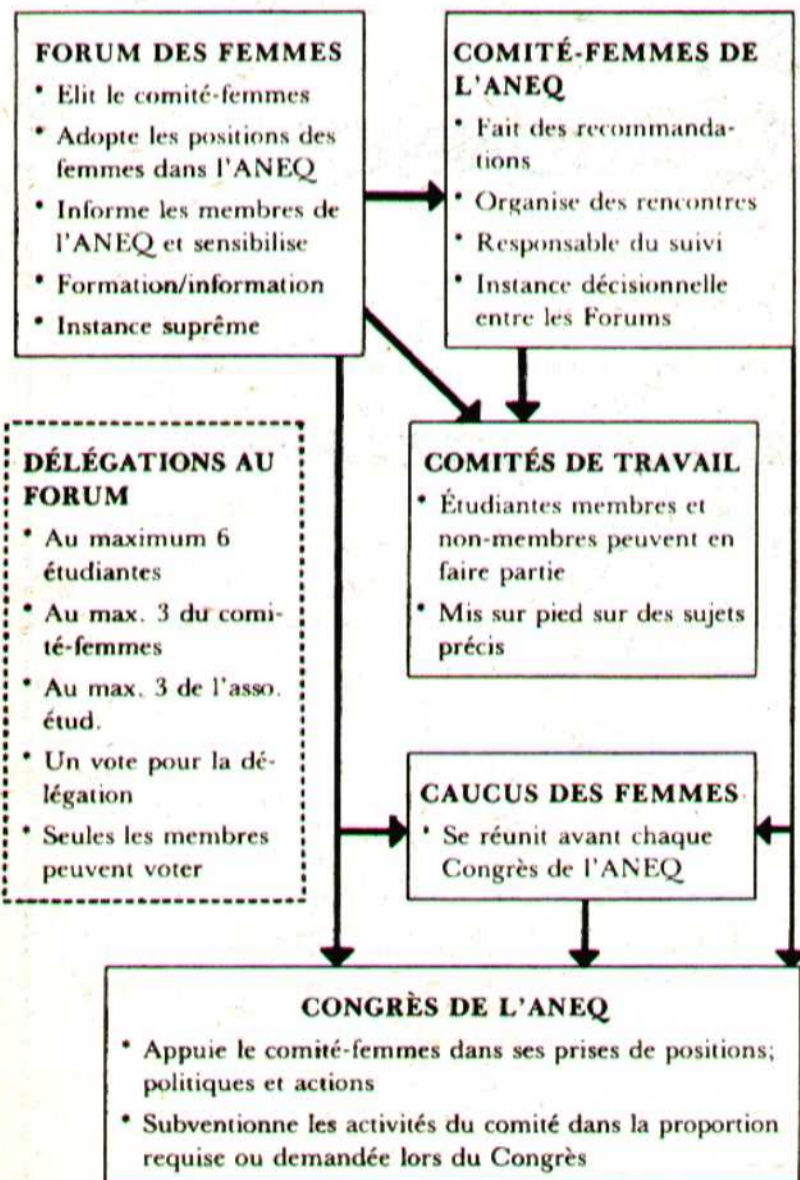 FORUM DES FEMMES
* Elit le comité-femmes
* Adopte les positions des
femmes dans l'ANEQ
* Informe les membres de
l'ANEQ et sensibilise
* Formation/information
* Instance suprême
COMITÉ-FEMMES DE
L'ANEQ
* Fait des recommanda-
tions
* Organise des rencontres
* Responsable du suivi
* Instance décisionnelle
entre les Forums
DÉLÉGATIONS AU
FORUM
* Au maximum 6
étudiantes
* Au max. 3 du comi-
té-femmes
* Au max. 3 de l'asso.
étud.
* Un vote pour la dé-
légation
* Seules les membres
peuvent voter
COMITÉS DE TRAVAIL
* Étudiantes membres et
non-membres peuvent en
faire partie
* Mis sur pied sur des sujets
précis
CAUCUS DES FEMMES
* Se réunit avant chaque
Congrès de l'ANEQ
CONGRÈS DE L'ANEQ
* Appuie le comité-femmes dans ses prises de positions;
politiques et actions
* Subventionne les activités du comité dans la proportion
requise ou demandée lors du Congrès